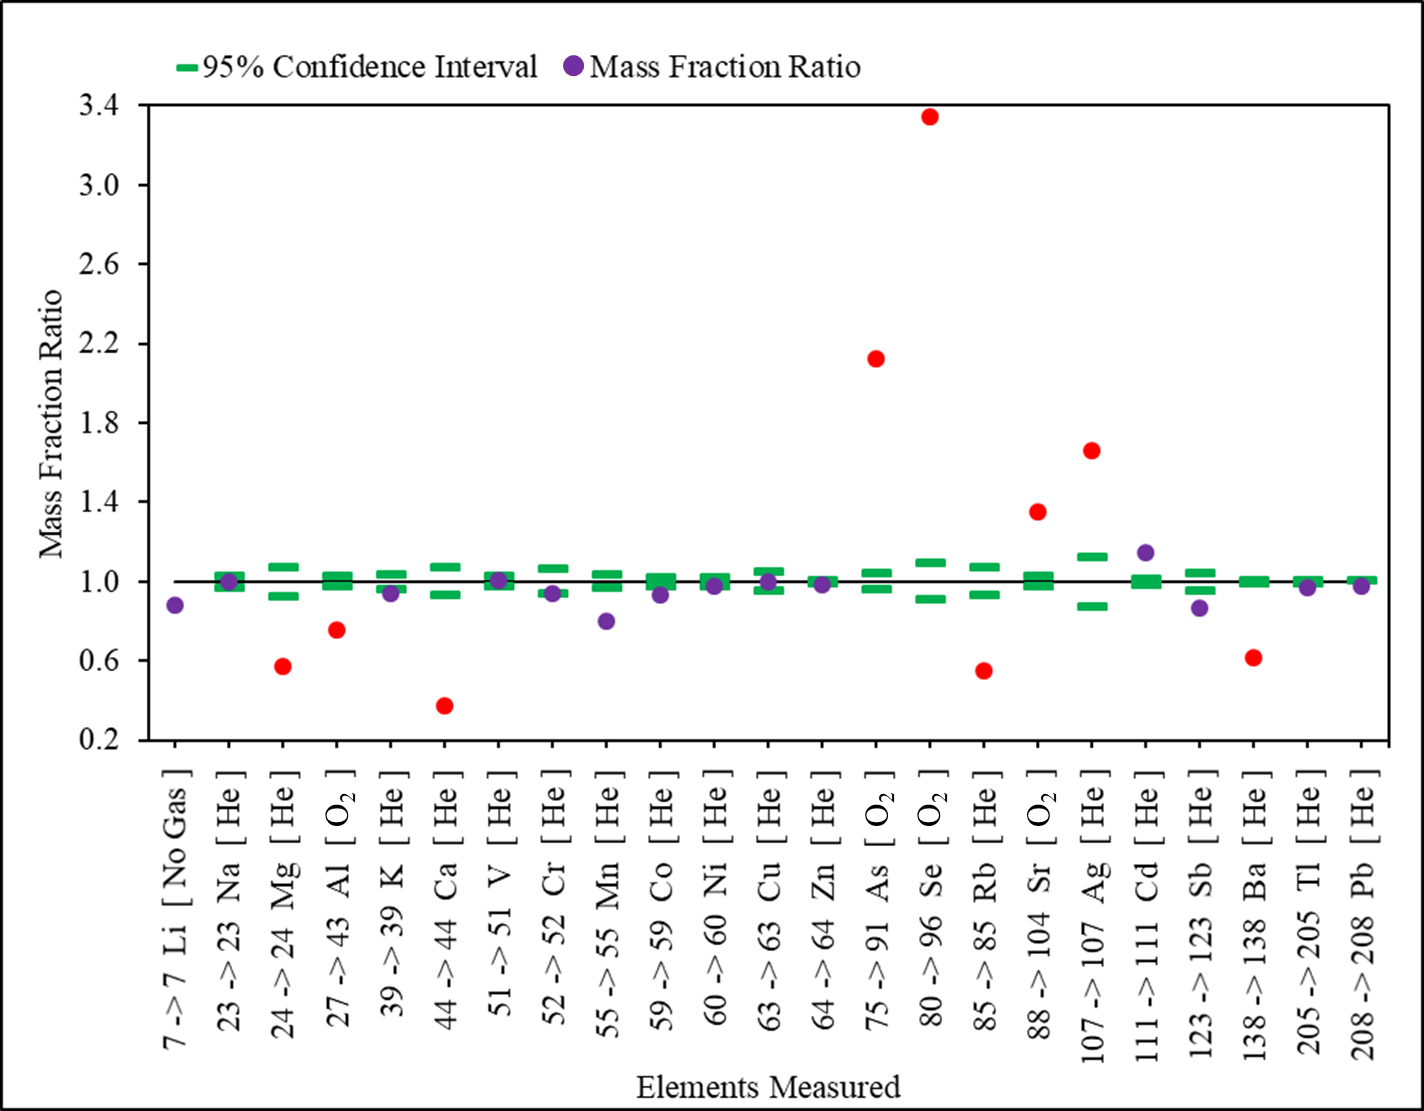 95% Confidence Interval
Mass Fraction Ratio
3.4
3.0
2.6
2.2
1.8
1.4
1.0
0.6
0.2
Mass Fraction Ratio
7 -> 7 Li [ No Gas ]
23 -> 23 Na [ He ]
24 -> 24 Mg [ He ]
27 -> 43 Al [ O₂ ]
39 -> 39 K [ He ]
44 -> 44 Ca [ He ]
51 -> 51 V [ He ]
52 -> 52 Cr [ He ]
55 -> 55 Mn [ He ]
59 -> 59 Co [ He ]
60 -> 60 Ni [ He ]
63 -> 63 Cu [ He ]
64 -> 64 Zn [ He ]
75 -> 91 As [ O₂ ]
80 -> 96 Se [ O₂ ]
85 -> 85 Rb [ He ]
88 -> 104 Sr [ O₂ ]
107 -> 107 Ag [ He ]
111 -> 111 Cd [ He ]
123 -> 123 Sb [ He ]
138 -> 138 Ba [ He ]
205 -> 205 Tl [ He ]
208 -> 208 Pb [ He ]
Elements Measured